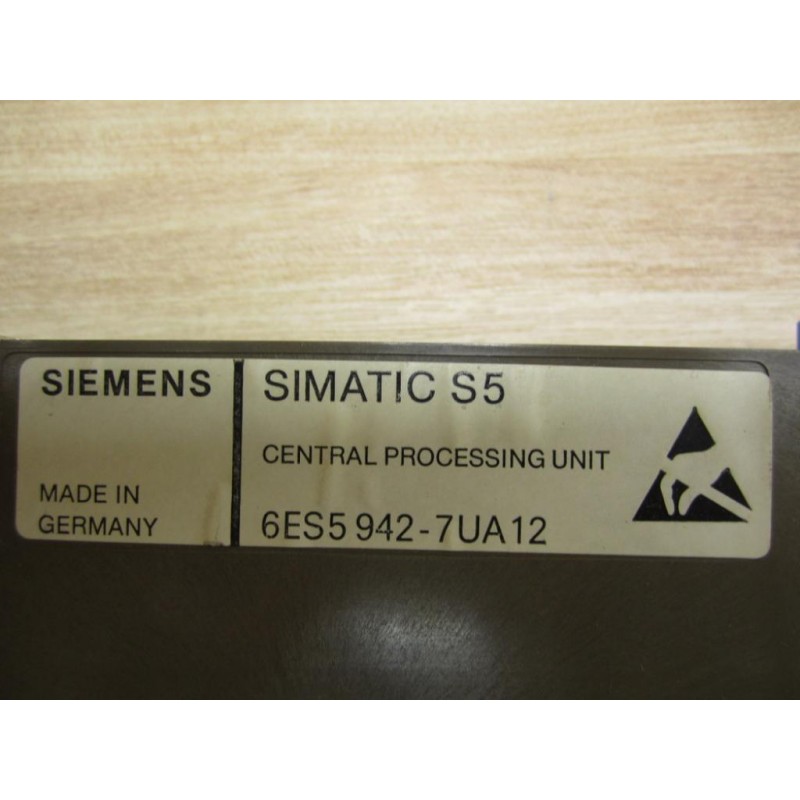 SIEMENS
MADE IN
GERMANY
SIMATIC S5
CENTRAL PROCESSING UNIT
6ES5 942-7UA12